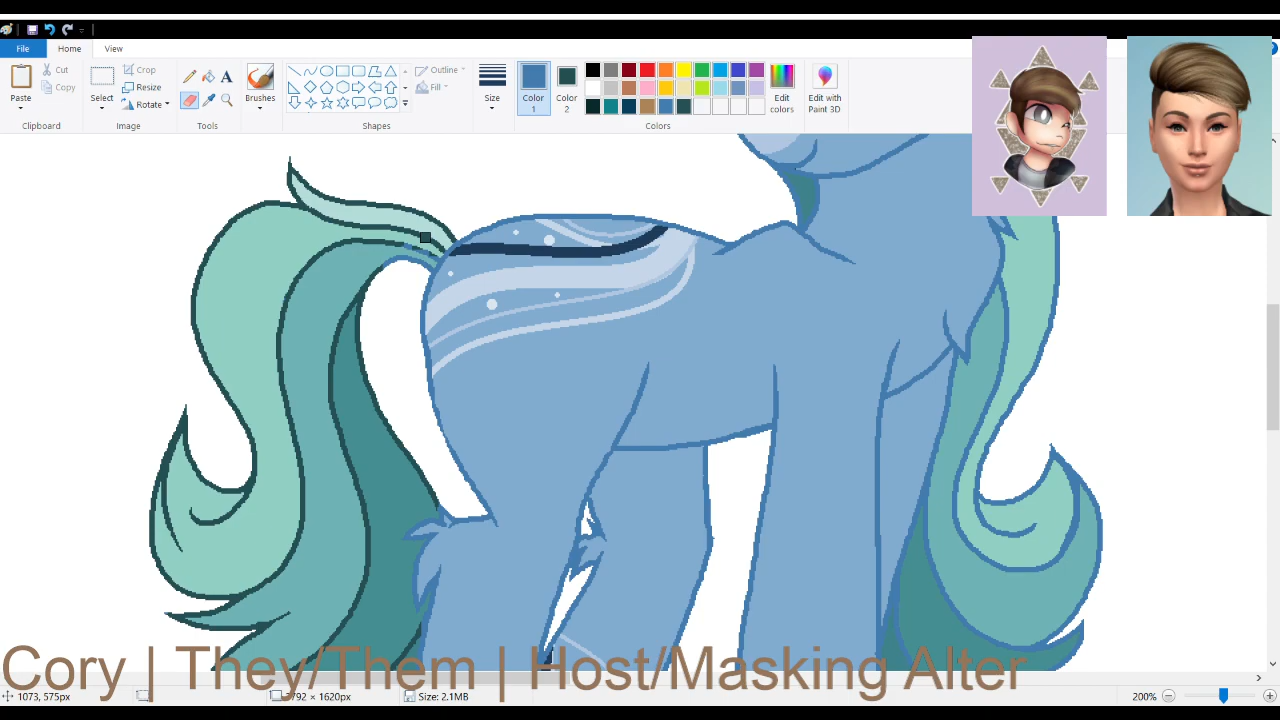 File Home View
Paste Cut Copy
Select Crop Resize Rotate
A
Brushes
Outline Fill
Size
Color 1 Color 2
Edit colors
Edit with Paint 3D
Clipboard Image Tools Shapes Colors
Cory | They/Them | Host/Masking Alter
1073, 575px 2792 × 1620px Size: 2.1MB 200%